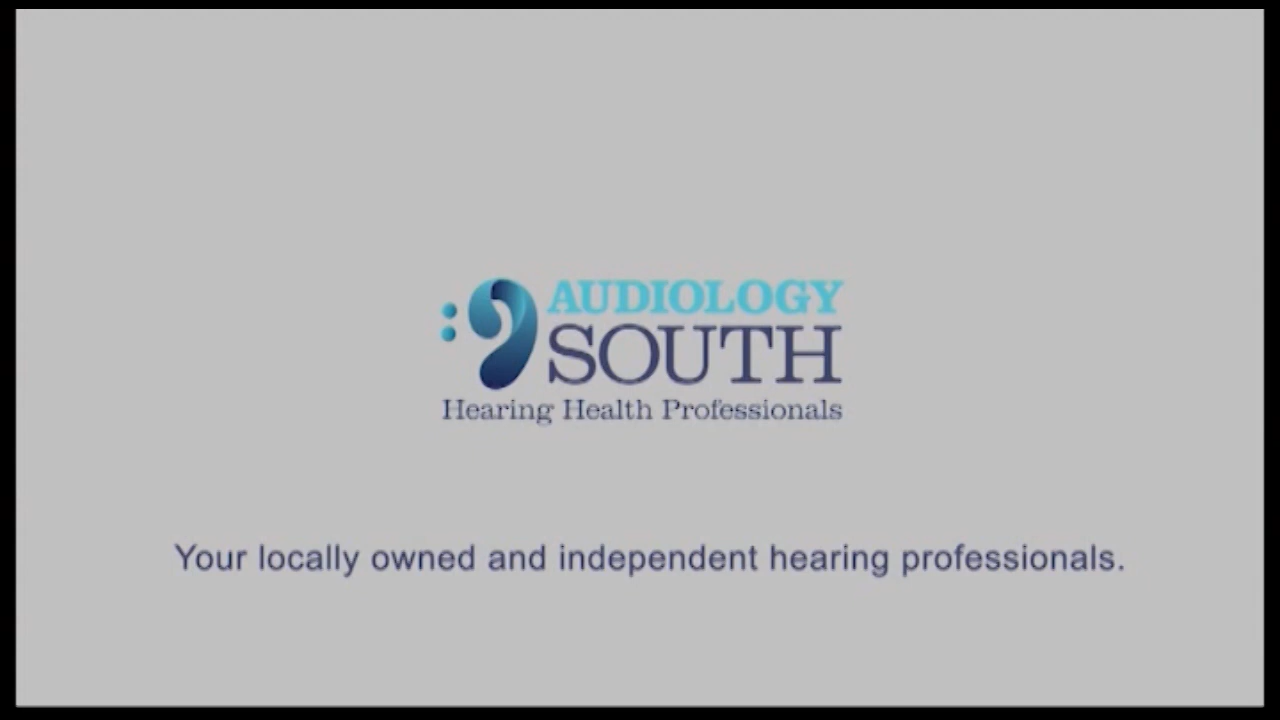 AUDIOLOGY
SOUTH
Hearing Health Professionals
Your locally owned and independent hearing professionals.